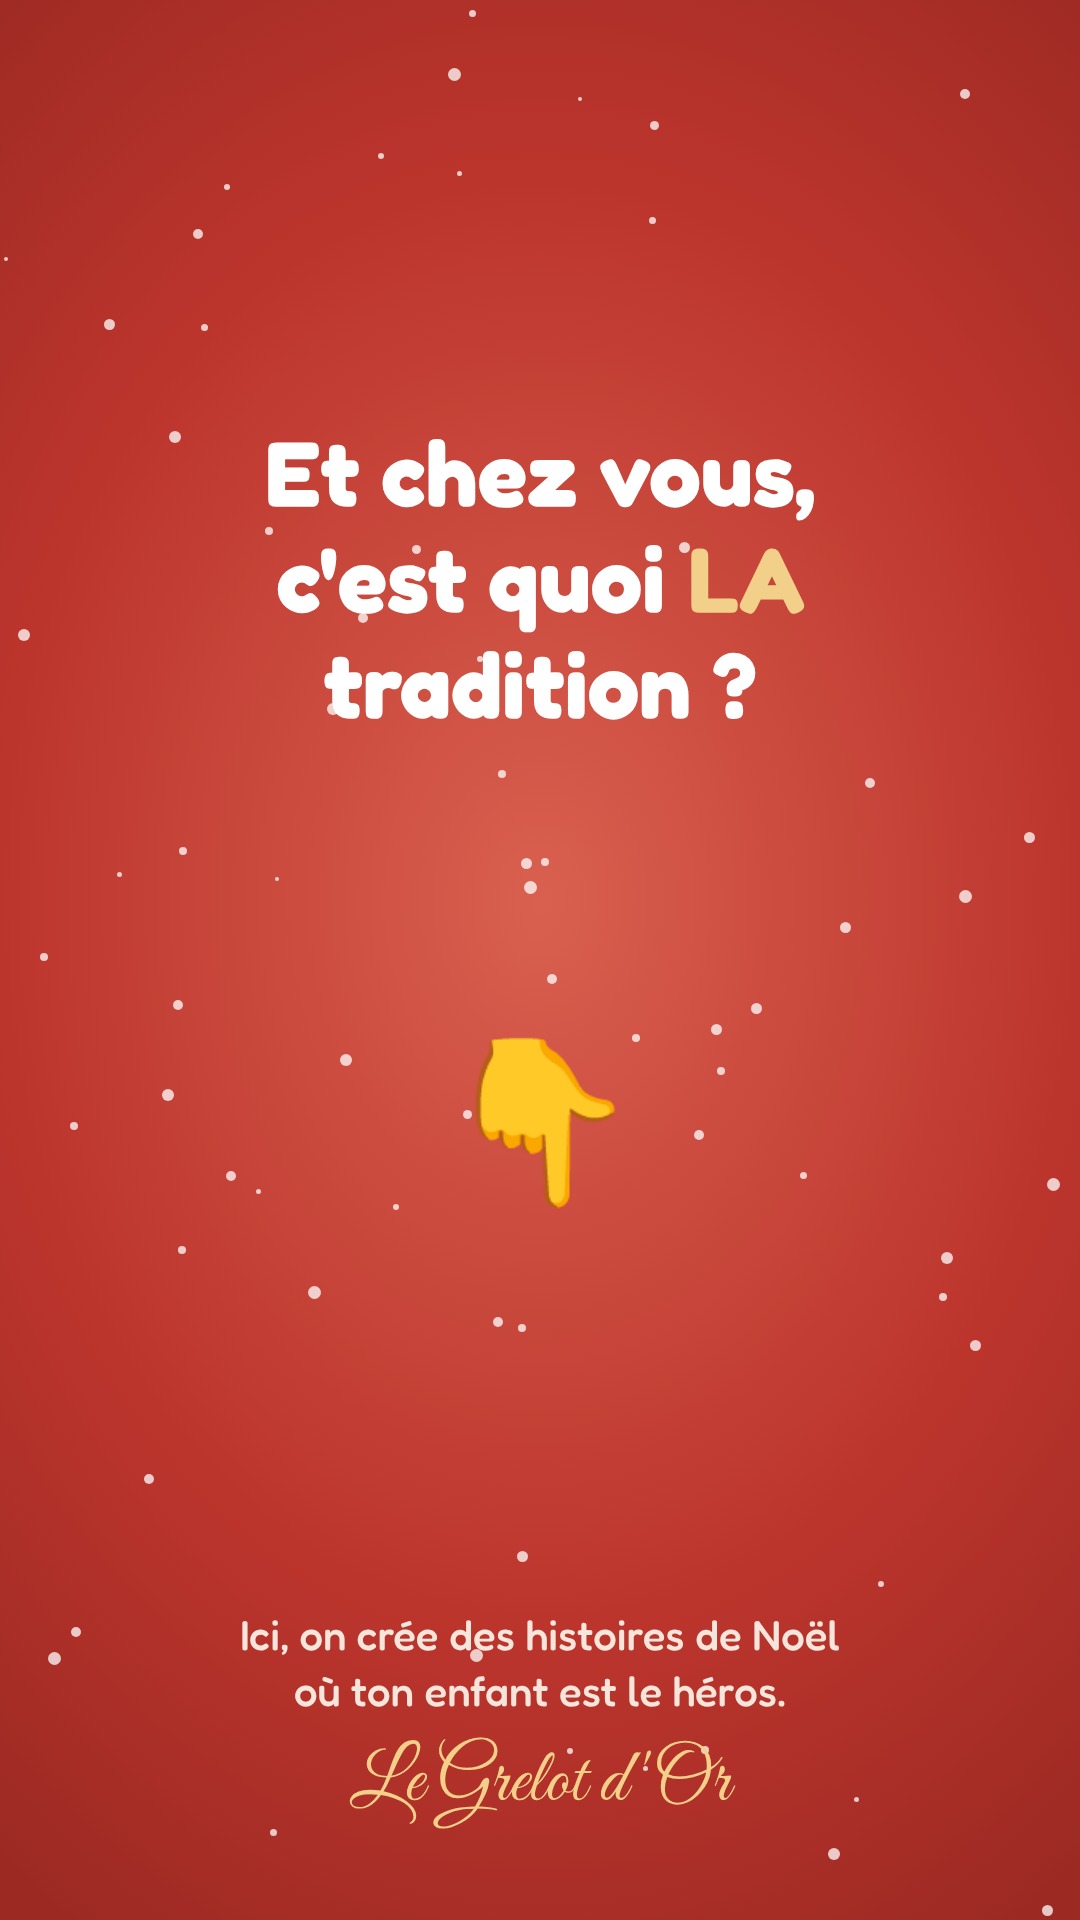 Et chez vous,
c'est quoi LA
tradition ?
Ici, on crée des histoires de Noël
où ton enfant est le héros.
Le Grelot d'Or